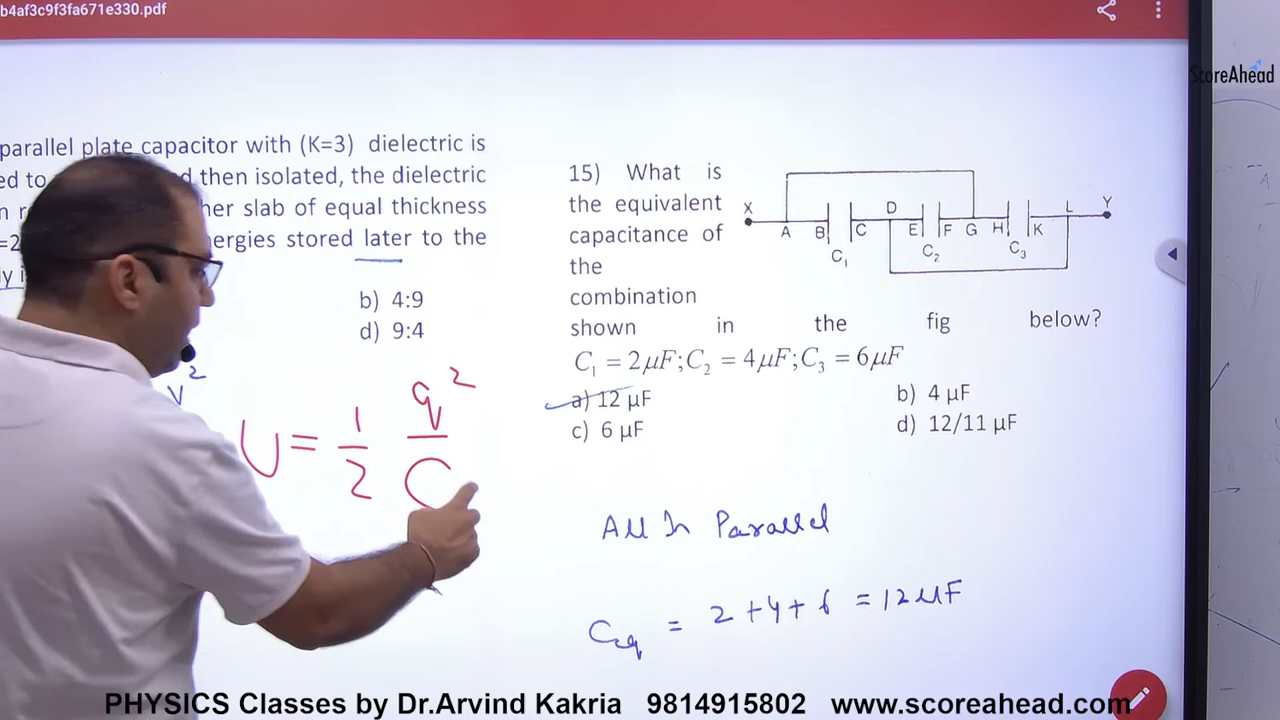 b4af3c9f3fa671e330.pdf
ScoreAhead
parallel plate capacitor with (K=3) dielectric is
ed to then isolated, the dielectric
her slab of equal thickness
ergies stored later to the
b) 4:9
d) 9:4
V²
U = 1/2 q²/C
15) What is
the equivalent
capacitance of
the
combination
shown in the fig below?
X A B C D E F G H K L Y
C₁ C₂ C₃
C₁ = 2μF;C₂ = 4μF;C₃ = 6μF
a) 12 μF
b) 4 μF
c) 6 μF
d) 12/11 μF
All In Parallel
Ceq = 2+4+6 = 12μF
PHYSICS Classes by Dr.Arvind Kakria 9814915802 www.scoreahead.com